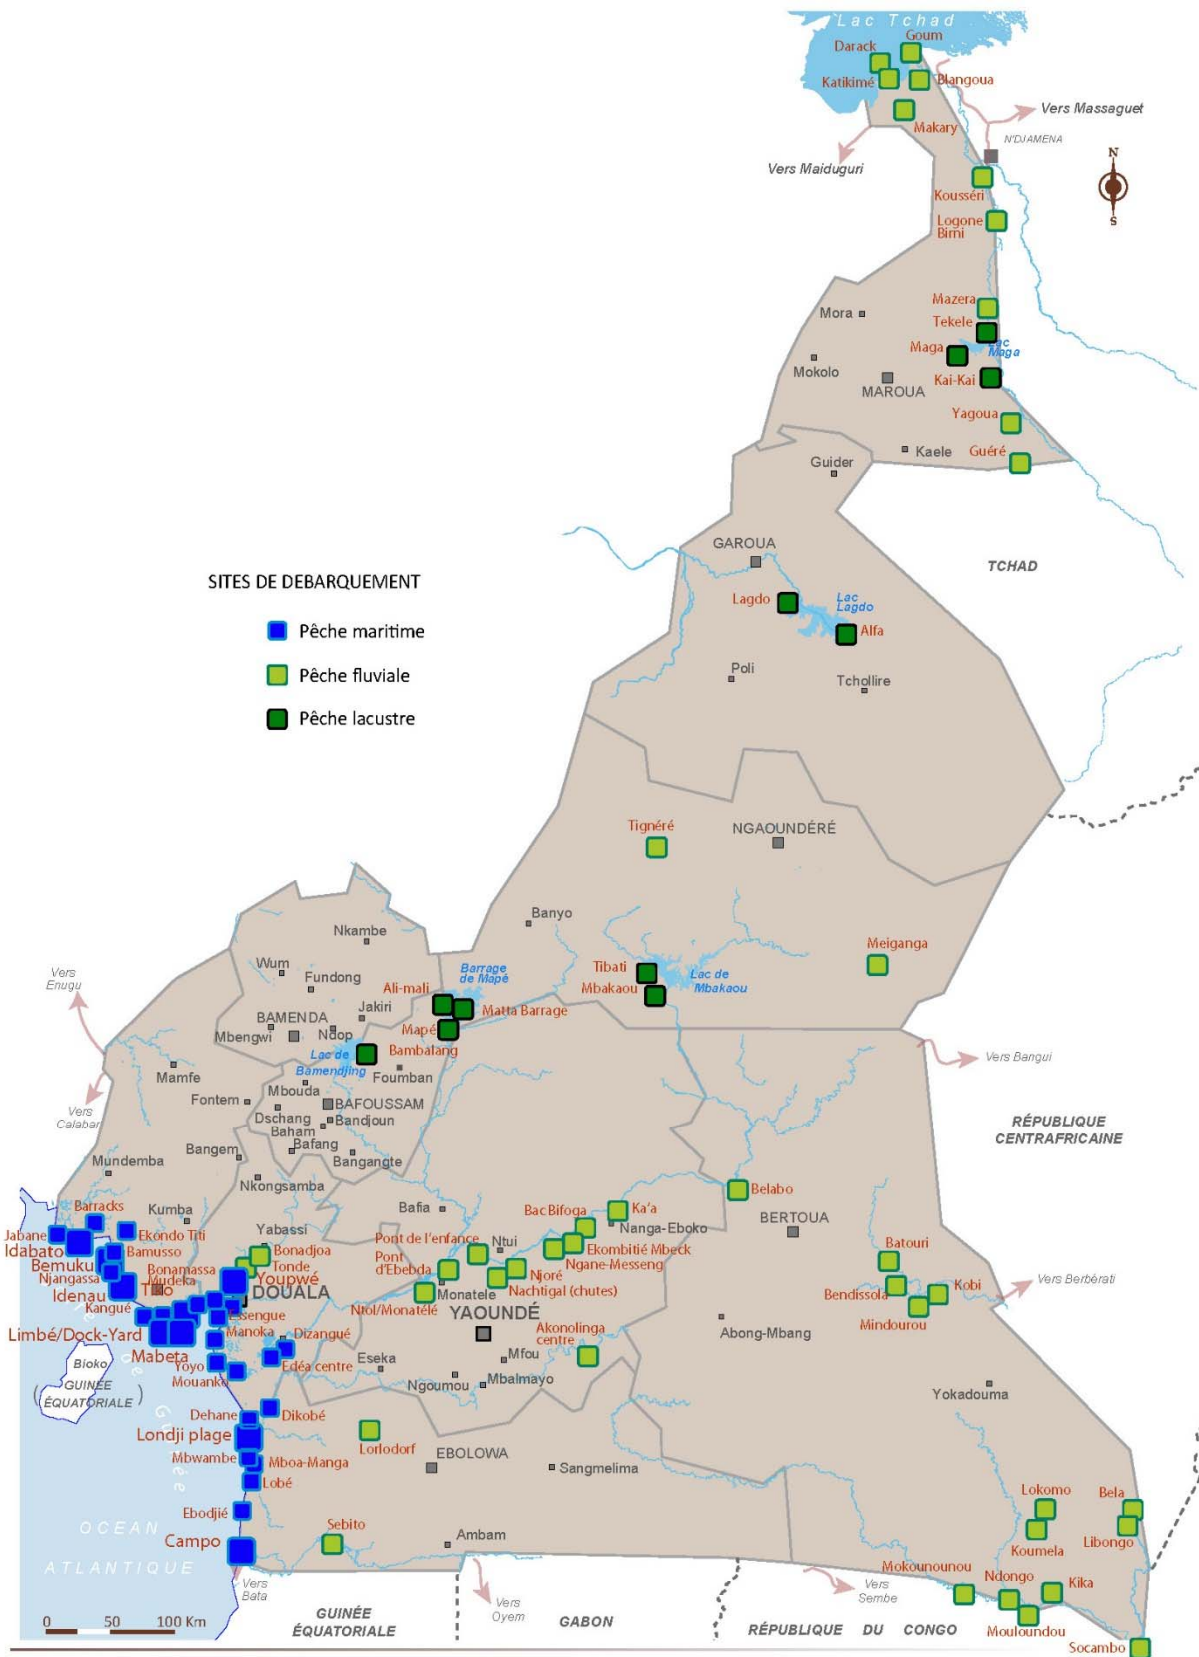 Lac Tchad
Goum
Darack
Katikimé
Blangoua
Makary
Vers Massaguet
N'DJAMENA
Vers Maiduguri
N
S
Kousséri
Logone
Birni
Mazera
Mora
Tekele
Lac
Maga
Maga
Mokolo
MAROUA
Kai-Kai
Yagoua
Kaele
Guéré
Guider
GAROUA
TCHAD
SITES DE DEBARQUEMENT
Pêche maritime
Pêche fluviale
Pêche lacustre
Lagdo
Lac
Lagdo
Alfa
Poli
Tchollire
Tignéré
NGAOUNDÉRÉ
Banyo
Nkambe
Meiganga
Wum
Fundong
Barrage
de Mapé
Tibati
Lac de
Mbakaou
Mbakaou
Vers
Enugu
Ali-mali
Jakiri
Matta Barrage
BAMENDA
Mbengwi
Ndop
Mapé
Bambalang
Lac de
Bamendjing
Foumban
Vers Bangui
Mamfe
Mbouda
Fontem
BAFOUSSAM
Vers
Calabar
Dschang
Bandjoun
Baham
Bafang
Bangem
Bangangte
RÉPUBLIQUE
CENTRAFRICAINE
Mundemba
Nkongsamba
Belabo
Barracks
Kumba
Bafia
Bac Bifoga
Ka'a
Nanga-Eboko
BERTOUA
Jabane
Idabato
Ekondo Titi
Yabassi
Pont de l'enfance
Ntui
Ekombitié Mbeck
Bamusso
Bonadjoa
Ngane-Messeng
Batouri
Bemuku
Bonamassa
Tonde
Pont
d'Ebebda
Njoré
Njangassa
Mudeka
Youpwé
Nachtigal (chutes)
Idenau
Tiko
DOUALA
Monatele
Bendissola
Kobi
Vers Berbérati
Kangué
Essengue
Ntol/Monatélé
YAOUNDÉ
Mindourou
Limbé/Dock-Yard
Manoka
Dizangué
Akonolinga
centre
Abong-Mbang
Mabeta
Yoyo
Edéa centre
Eseka
Mfou
Bioko
(GUINÉE
ÉQUATORIALE)
Mouanko
Ngoumou
Mbalmayo
Yokadouma
Guinée
Dehane
Dikobé
Londji plage
Lorlodorf
EBOLOWA
Mbwambe
Mboa-Manga
Sangmelima
Lobé
Ebodjié
Lokomo
Bela
OCEAN
ATLANTIQUE
Sebito
Koumela
Libongo
Campo
Ambam
Mokounounou
Ndongo
Kika
Vers
Bata
Vers
Oyem
Vers
Sembe
GUINÉE
ÉQUATORIALE
GABON
RÉPUBLIQUE DU CONGO
Mouloundou
Socambo
0 50 100 Km